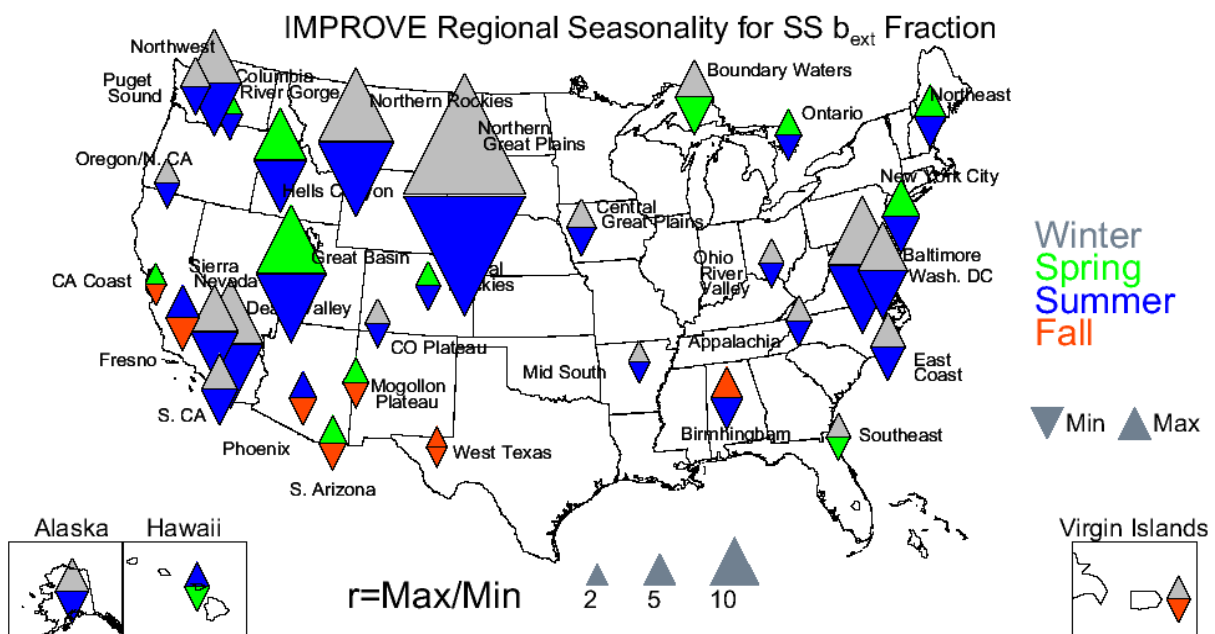 IMPROVE Regional Seasonality for SS bext Fraction
Northwest
Puget
Sound
Columbia
River Gorge
Northern Rockies
Northern
Great Plains
Boundary Waters
Ontario
Northeast
Oregon/N. CA
Hells Canyon
New York City
Central
Great Plains
CA Coast
Sierra
Nevada
Great Basin
Ohio
River
Valley
Baltimore
Wash. DC
Death Valley
Fresno
CO Plateau
Appalachia
Mid South
East
Coast
S. CA
Mogollon
Plateau
Phoenix
West Texas
Birmhingham
Southeast
S. Arizona
Winter
Spring
Summer
Fall
Min
Max
Alaska
Hawaii
Virgin Islands
r=Max/Min
2
5
10